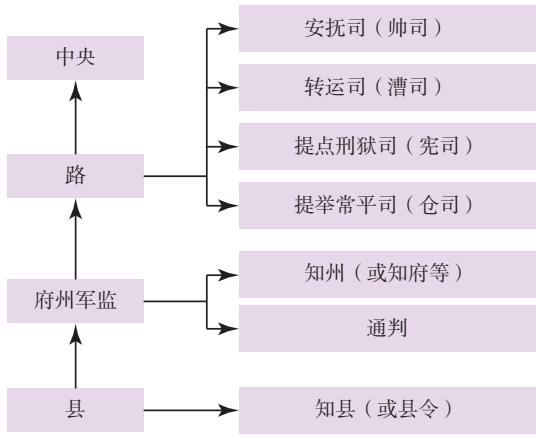 中央
路
府州军监
县
安抚司（帅司）
转运司（漕司）
提点刑狱司（宪司）
提举常平司（仓司）
知州（或知府等）
通判
知县（或县令）